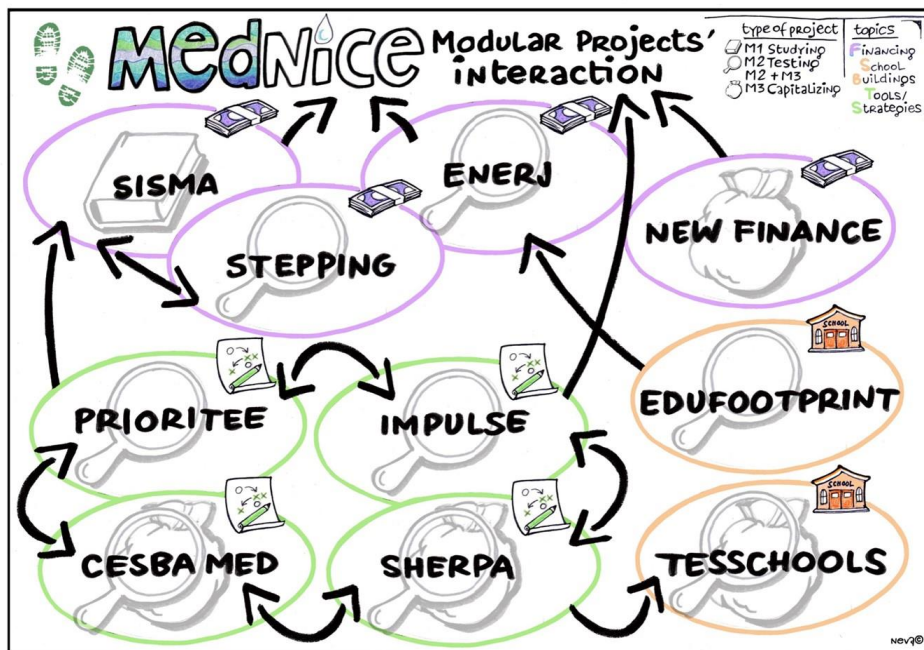 MEDNICE MODULAR PROJECTS'
INTERACTION
type of project
M1 Studying
M2 Testing
M2 + M3
M3 Capitalizing
topics
Financing
School
Buildings
Tools/
Strategies
SISMA
ENERJ
STEPPING
NEW FINANCE
SCHOOL
PRIORITEE
IMPULSE
EDUFOOTPRINT
SCHOOL
CESBA MED
SHERPA
TESSCHOOLS